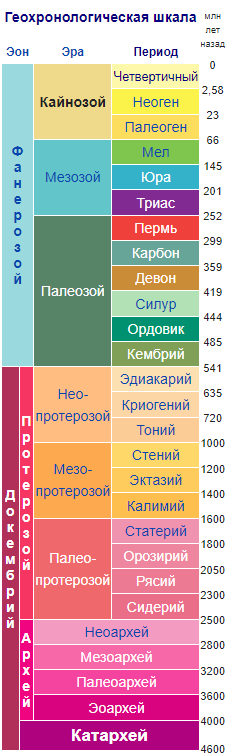 Геохронологическая шкала
млн
лет
назад
Эон
Эра
Период
0
Фанерозой
Кайнозой
Четвертичный
2,58
Неоген
23
Палеоген
66
Мезозой
Мел
145
Юра
201
Триас
252
Палеозой
Пермь
299
Карбон
359
Девон
419
Силур
444
Ордовик
485
Кембрий
541
Докембрий
Протерозой
Нео-
протерозой
Эдиакарий
635
Криогений
720
Тоний
1000
Мезо-
протерозой
Стений
1200
Эктазий
1400
Калимий
1600
Палео-
протерозой
Статерий
1800
Орозирий
2050
Рясий
2300
Сидерий
2500
Архей
Неоархей
2800
Мезоархей
3200
Палеоархей
3600
Эоархей
4000
Катархей
4600